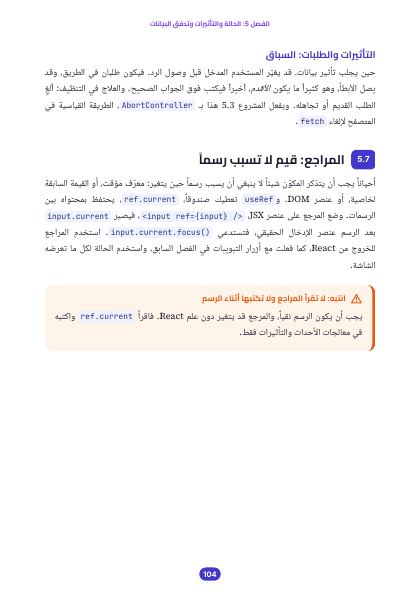 الفصل 5: الحالة والتأثيرات وتدفق البيانات
التأثيرات والطلبات: السباق
حين يجلب تأثير بيانات، قد يغيّر المستخدم المدخل قبل وصول الرد. فيكون طلبان في الطريق، وقد
يصل الأبطأ، وهو كثيراً ما يكون الأقدم، أخيراً فيكتب فوق الجواب الصحيح. والعلاج في التنظيف: ألغِ
الطلب القديم أو تجاهله. ويفعل المشروع 5.3 هذا بـ AbortController، الطريقة القياسية في
المتصفح لإلغاء fetch.
5.7 المراجع: قيم لا تسبب رسماً
أحياناً يجب أن يتذكر المكوّن شيئاً لا ينبغي أن يسبب رسماً حين يتغير: معرّف مؤقت، أو القيمة السابقة
لخاصية، أو عنصر DOM. و useRef تعطيك صندوقاً، ref.current، يحتفظ بمحتواه بين
الرسمات. وضع المرجع على عنصر JSX، <input ref={input} />، فيصير input.current
بعد الرسم عنصر الإدخال الحقيقي، فتستدعي input.current.focus(). استخدم المراجع
للخروج من React، كما فعلت مع أزرار التبويبات في الفصل السابق، واستخدم الحالة لكل ما تعرضه
الشاشة.
انتبه: لا تقرأ المراجع ولا تكتبها أثناء الرسم
يجب أن يكون الرسم نقياً، والمرجع قد يتغير دون علم React. فاقرأ ref.current واكتبه
في معالجات الأحداث والتأثيرات فقط.
104